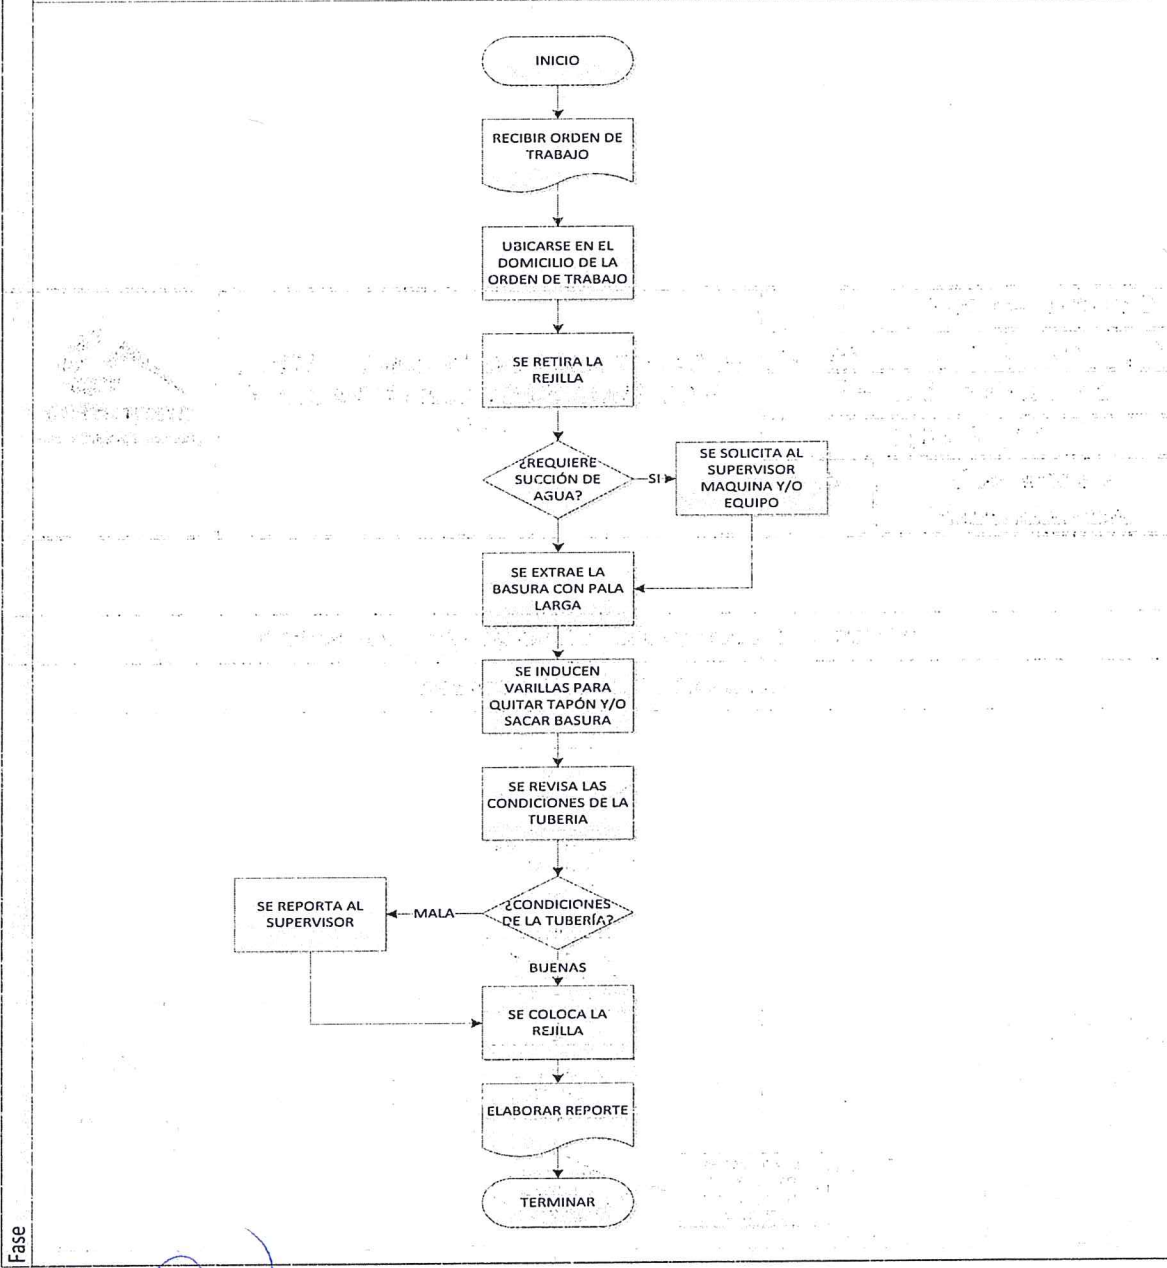 INICIO
RECIBIR ORDEN DE
TRABAJO
UBICARSE EN EL
DOMICILIO DE LA
ORDEN DE TRABAJO
SE RETIRA LA
REJILLA
¿REQUIERE
SUCCIÓN DE
AGUA?
SI
SE SOLICITA AL
SUPERVISOR
MAQUINA Y/O
EQUIPO
SE EXTRAE LA
BASURA CON PALA
LARGA
SE INDUCEN
VARILLAS PARA
QUITAR TAPÓN Y/O
SACAR BASURA
SE REVISA LAS
CONDICIONES DE LA
TUBERIA
¿CONDICIONES
DE LA TUBERÍA?
MALA
SE REPORTA AL
SUPERVISOR
BUENAS
SE COLOCA LA
REJILLA
ELABORAR REPORTE
TERMINAR
Fase